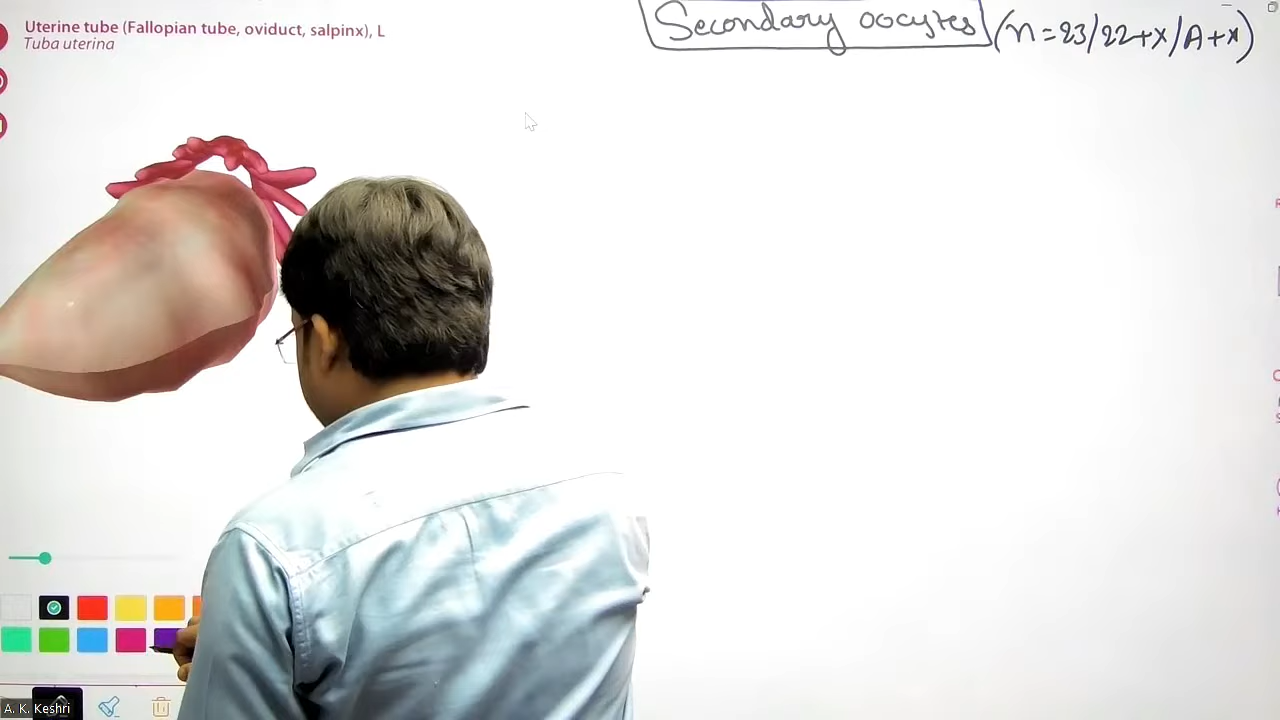 Uterine tube (Fallopian tube, oviduct, salpinx), L
Tuba uterina
Secondary oocytes (n=23/22+x/A+x)
A. K. Keshri